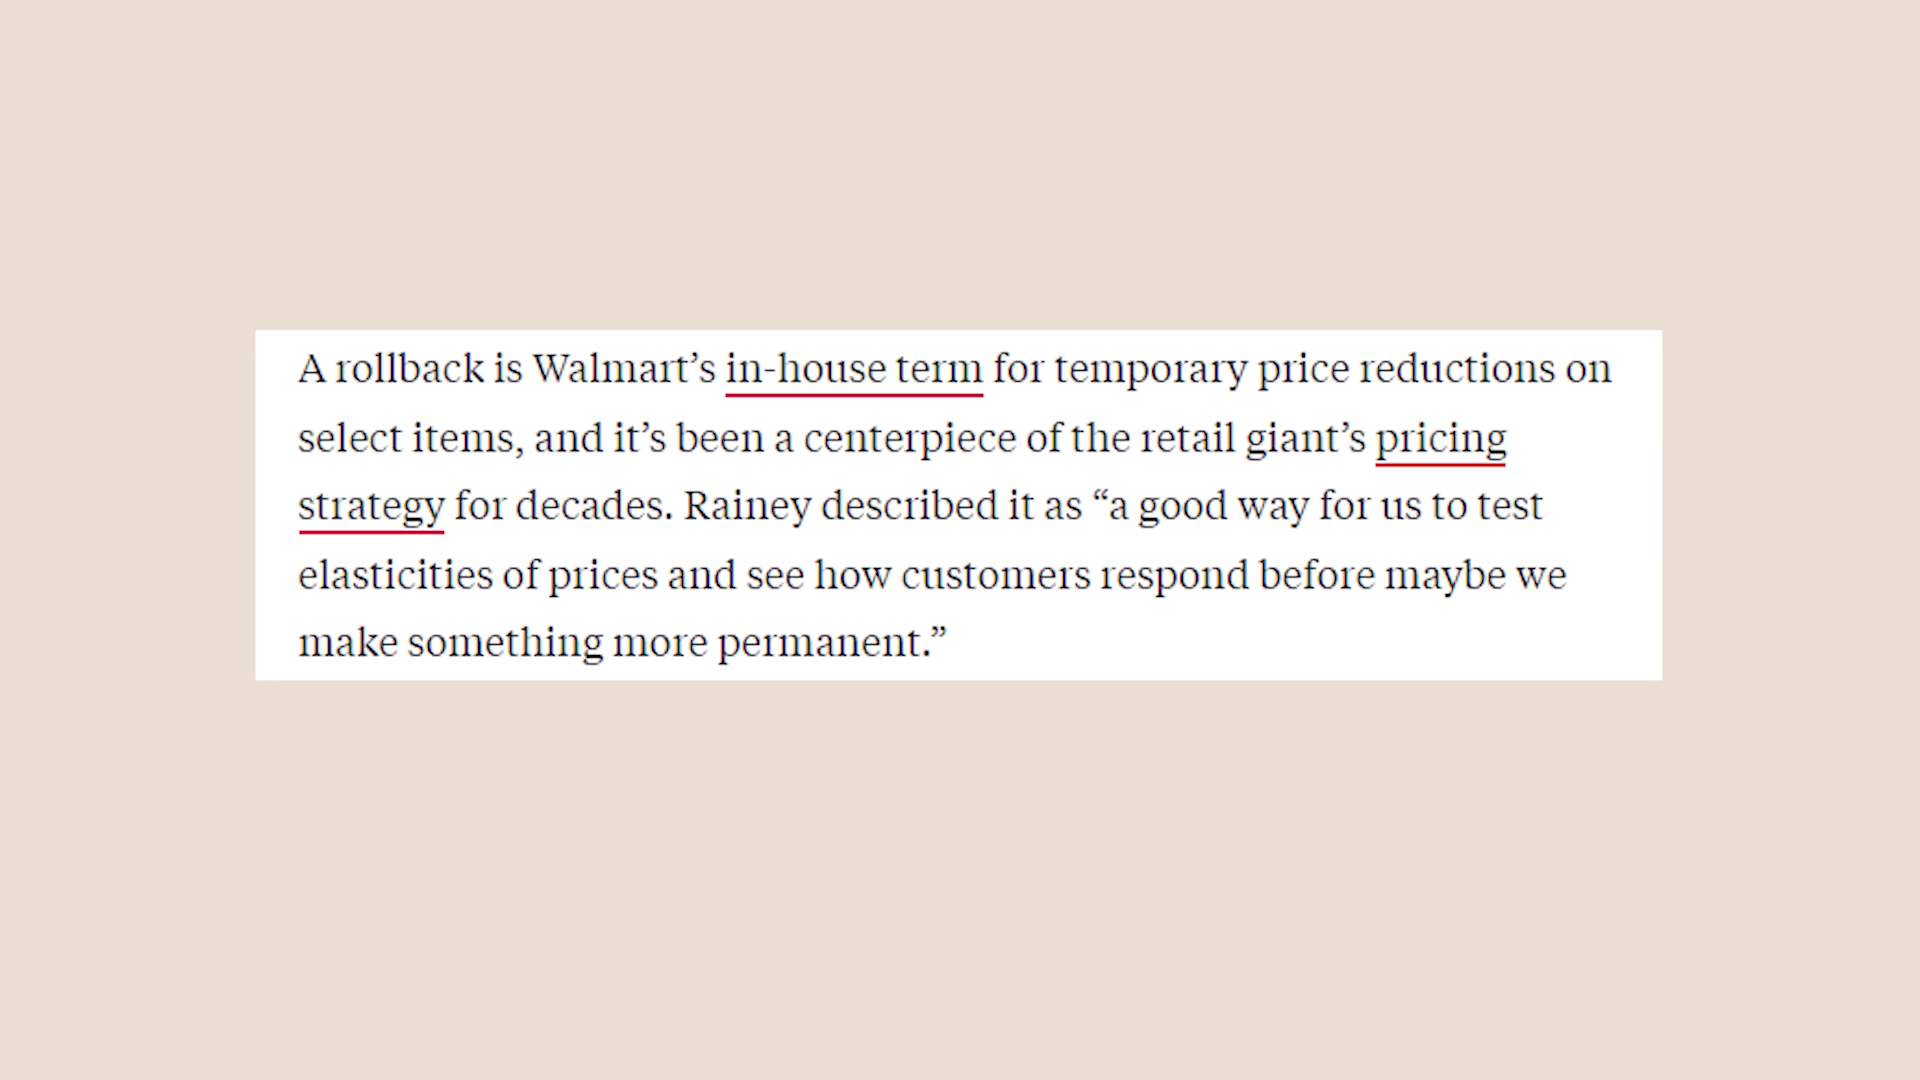 A rollback is Walmart’s in-house term for temporary price reductions on
select items, and it’s been a centerpiece of the retail giant’s pricing
strategy for decades. Rainey described it as “a good way for us to test
elasticities of prices and see how customers respond before maybe we
make something more permanent.”